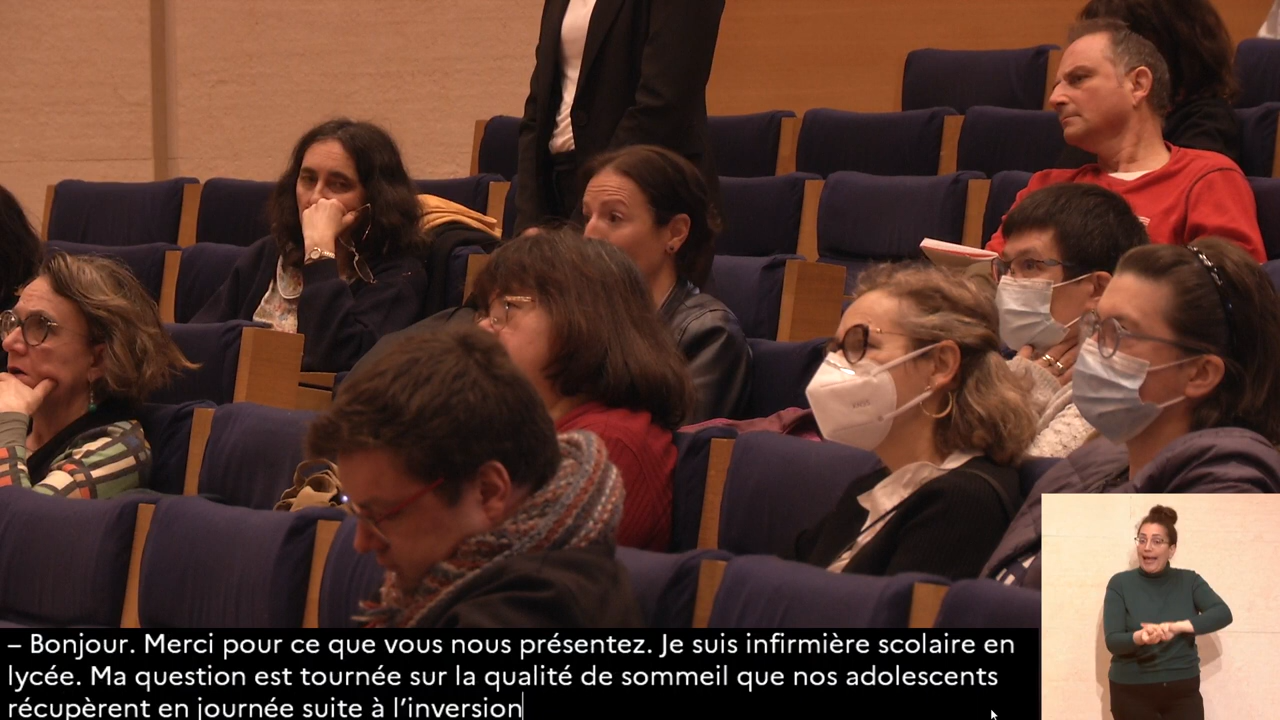 – Bonjour. Merci pour ce que vous nous présentez. Je suis infirmière scolaire en
lycée. Ma question est tournée sur la qualité de sommeil que nos adolescents
récupèrent en journée suite à l’inversion